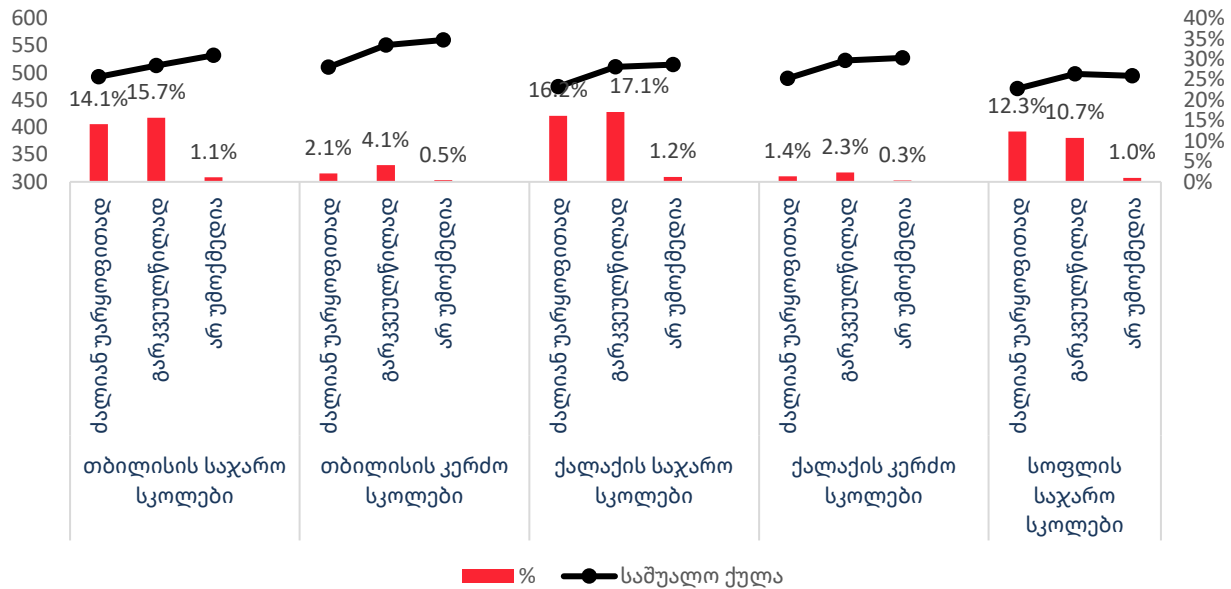 600
550
500
450
400
350
300
40%
35%
30%
25%
20%
15%
10%
5%
0%
14.1%
15.7%
1.1%
2.1%
4.1%
0.5%
16.2%
17.1%
1.2%
1.4%
2.3%
0.3%
12.3%
10.7%
1.0%
ძალიან უარყოფითად
გარკვეულწილად
არ უმოქმედია
ძალიან უარყოფითად
გარკვეულწილად
არ უმოქმედია
ძალიან უარყოფითად
გარკვეულწილად
არ უმოქმედია
ძალიან უარყოფითად
გარკვეულწილად
არ უმოქმედია
ძალიან უარყოფითად
გარკვეულწილად
არ უმოქმედია
თბილისის საჯარო
სკოლები
თბილისის კერძო
სკოლები
ქალაქის საჯარო
სკოლები
ქალაქის კერძო
სკოლები
სოფლის
საჯარო
სკოლები
%
საშუალო ქულა